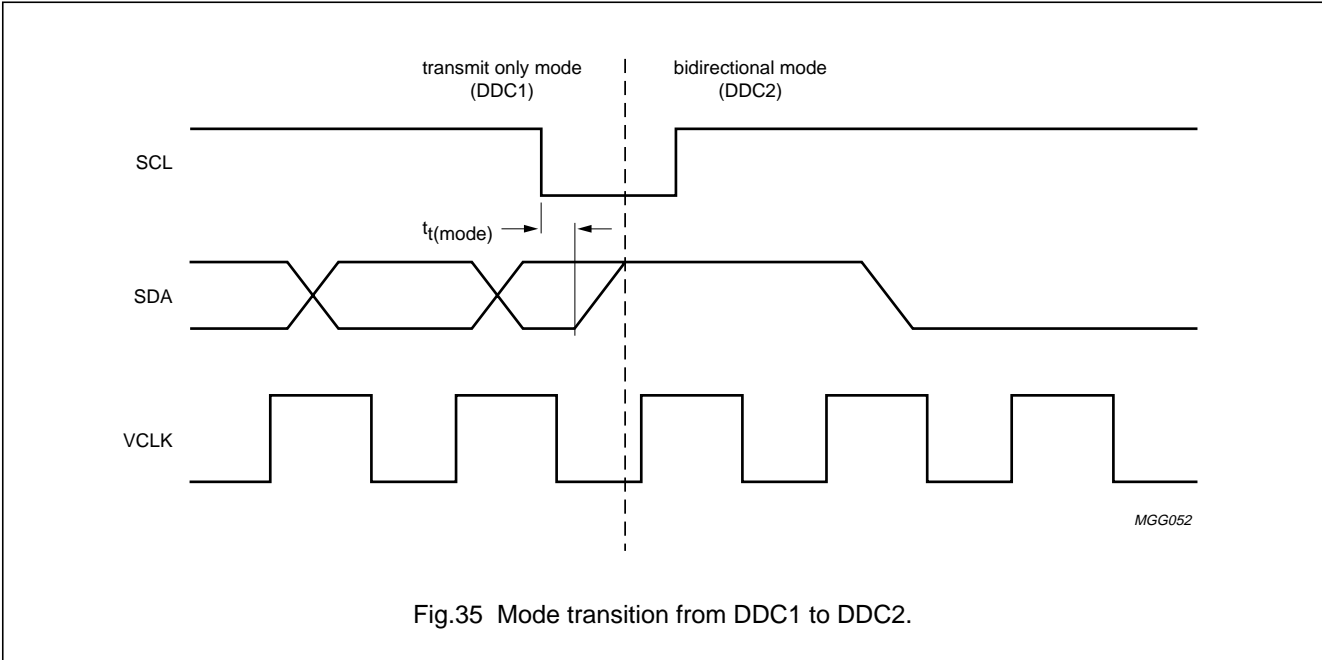 transmit only mode
(DDC1)
bidirectional mode
(DDC2)
SCL
tt(mode)
SDA
VCLK
MGG052
Fig.35 Mode transition from DDC1 to DDC2.